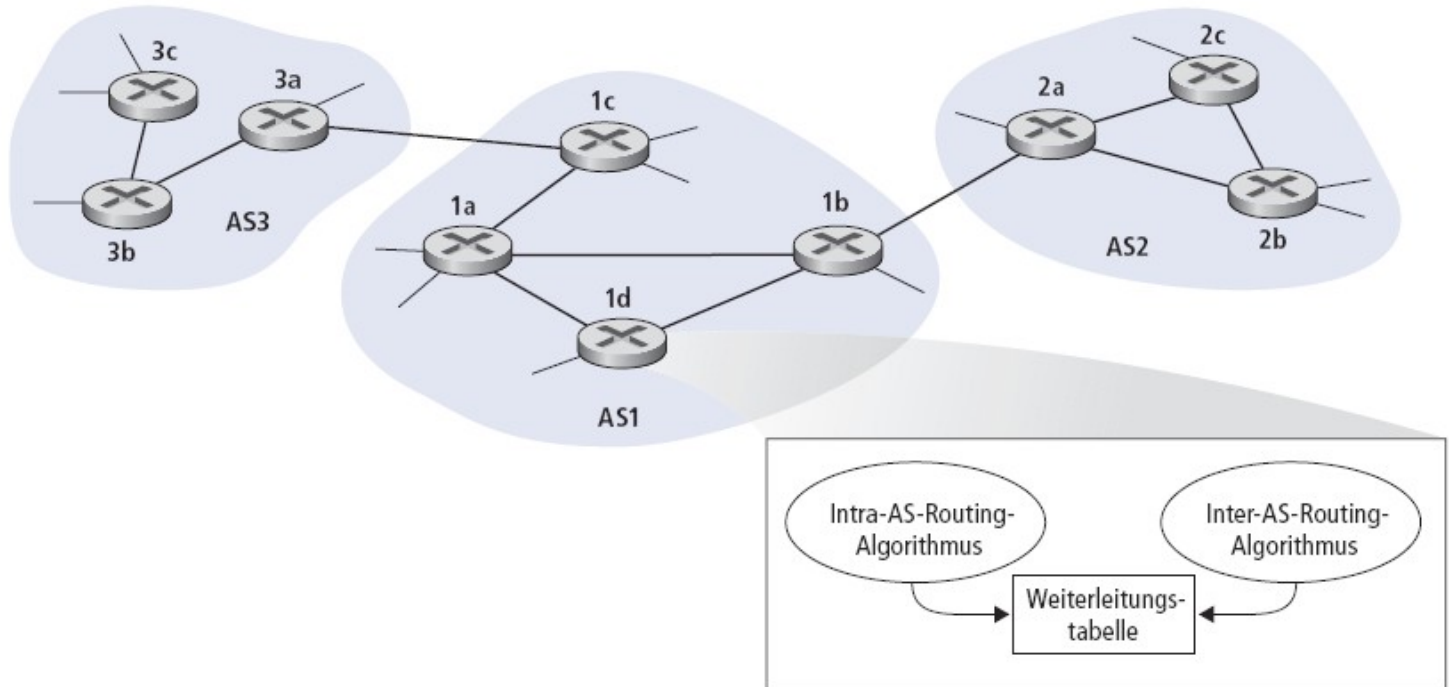 3c
3a
3b
AS3
1c
1a
1b
1d
AS1
2c
2a
2b
AS2
Intra-AS-Routing-
Algorithmus
Inter-AS-Routing-
Algorithmus
Weiterleitungs-
tabelle